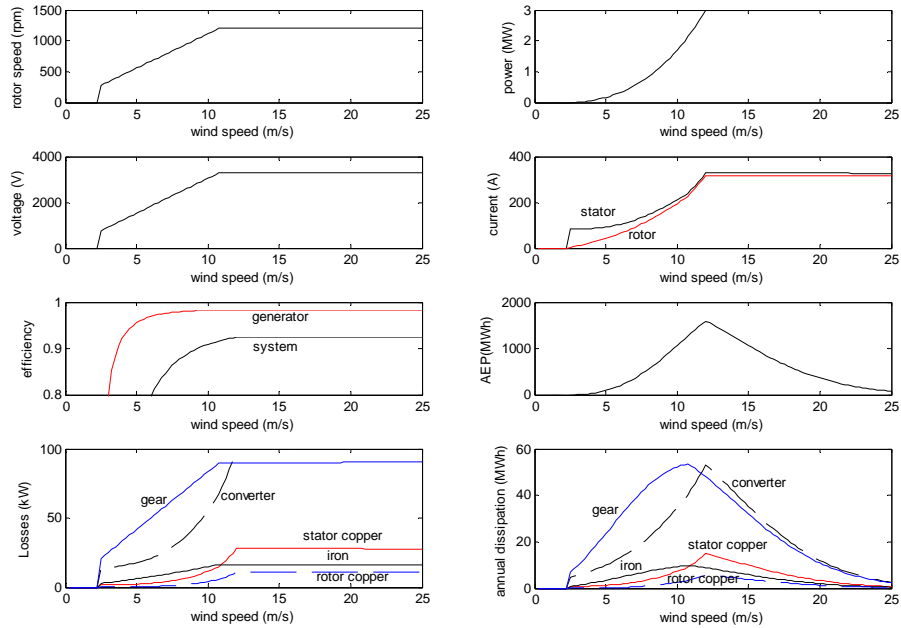 1500
1000
500
0
rotor speed (rpm)
0 5 10 15 20 25
wind speed (m/s)
3
2
1
0
power (MW)
0 5 10 15 20 25
wind speed (m/s)
4000
2000
0
voltage (V)
0 5 10 15 20 25
wind speed (m/s)
400
200
0
current (A)
stator
rotor
0 5 10 15 20 25
wind speed (m/s)
1
0.9
0.8
efficiency
generator
system
0 5 10 15 20 25
wind speed (m/s)
2000
1000
0
AEP(MWh)
0 5 10 15 20 25
wind speed (m/s)
100
50
0
Losses (kW)
gear
converter
stator copper
iron
rotor copper
0 5 10 15 20 25
wind speed (m/s)
60
40
20
0
annual dissipation (MWh)
gear
converter
stator copper
iron
rotor copper
0 5 10 15 20 25
wind speed (m/s)